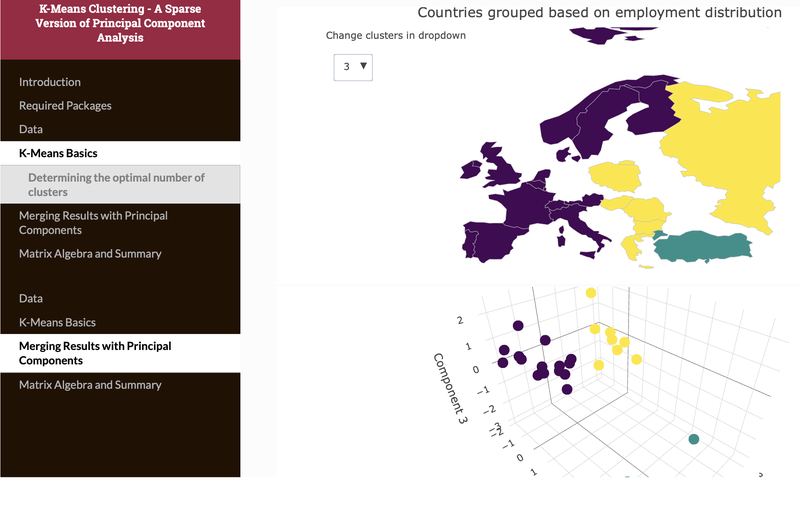 K-Means Clustering - A Sparse
Version of Principal Component
Analysis
Introduction
Required Packages
Data
K-Means Basics
Determining the optimal number of
clusters
Merging Results with Principal
Components
Matrix Algebra and Summary
Data
K-Means Basics
Merging Results with Principal
Components
Matrix Algebra and Summary
Countries grouped based on employment distribution
Change clusters in dropdown
3
2
1
0
−1
−2
Component 3
−2
−1
0
1